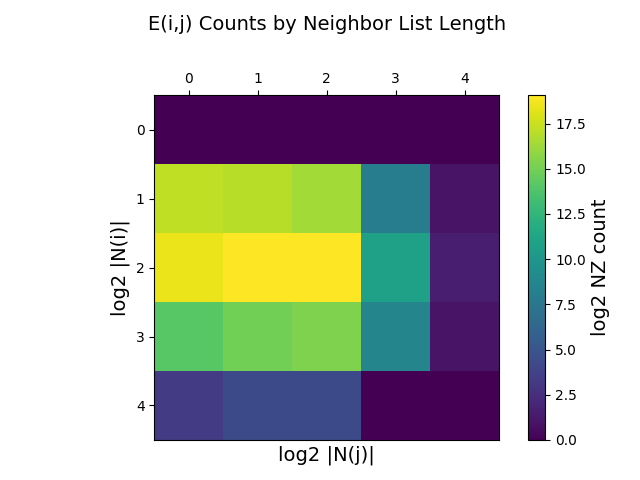 E(i,j) Counts by Neighbor List Length
0 1 2 3 4
0
1
2
3
4
log2 |N(i)|
log2 |N(j)|
17.5
15.0
12.5
10.0
7.5
5.0
2.5
0.0
log2 NZ count